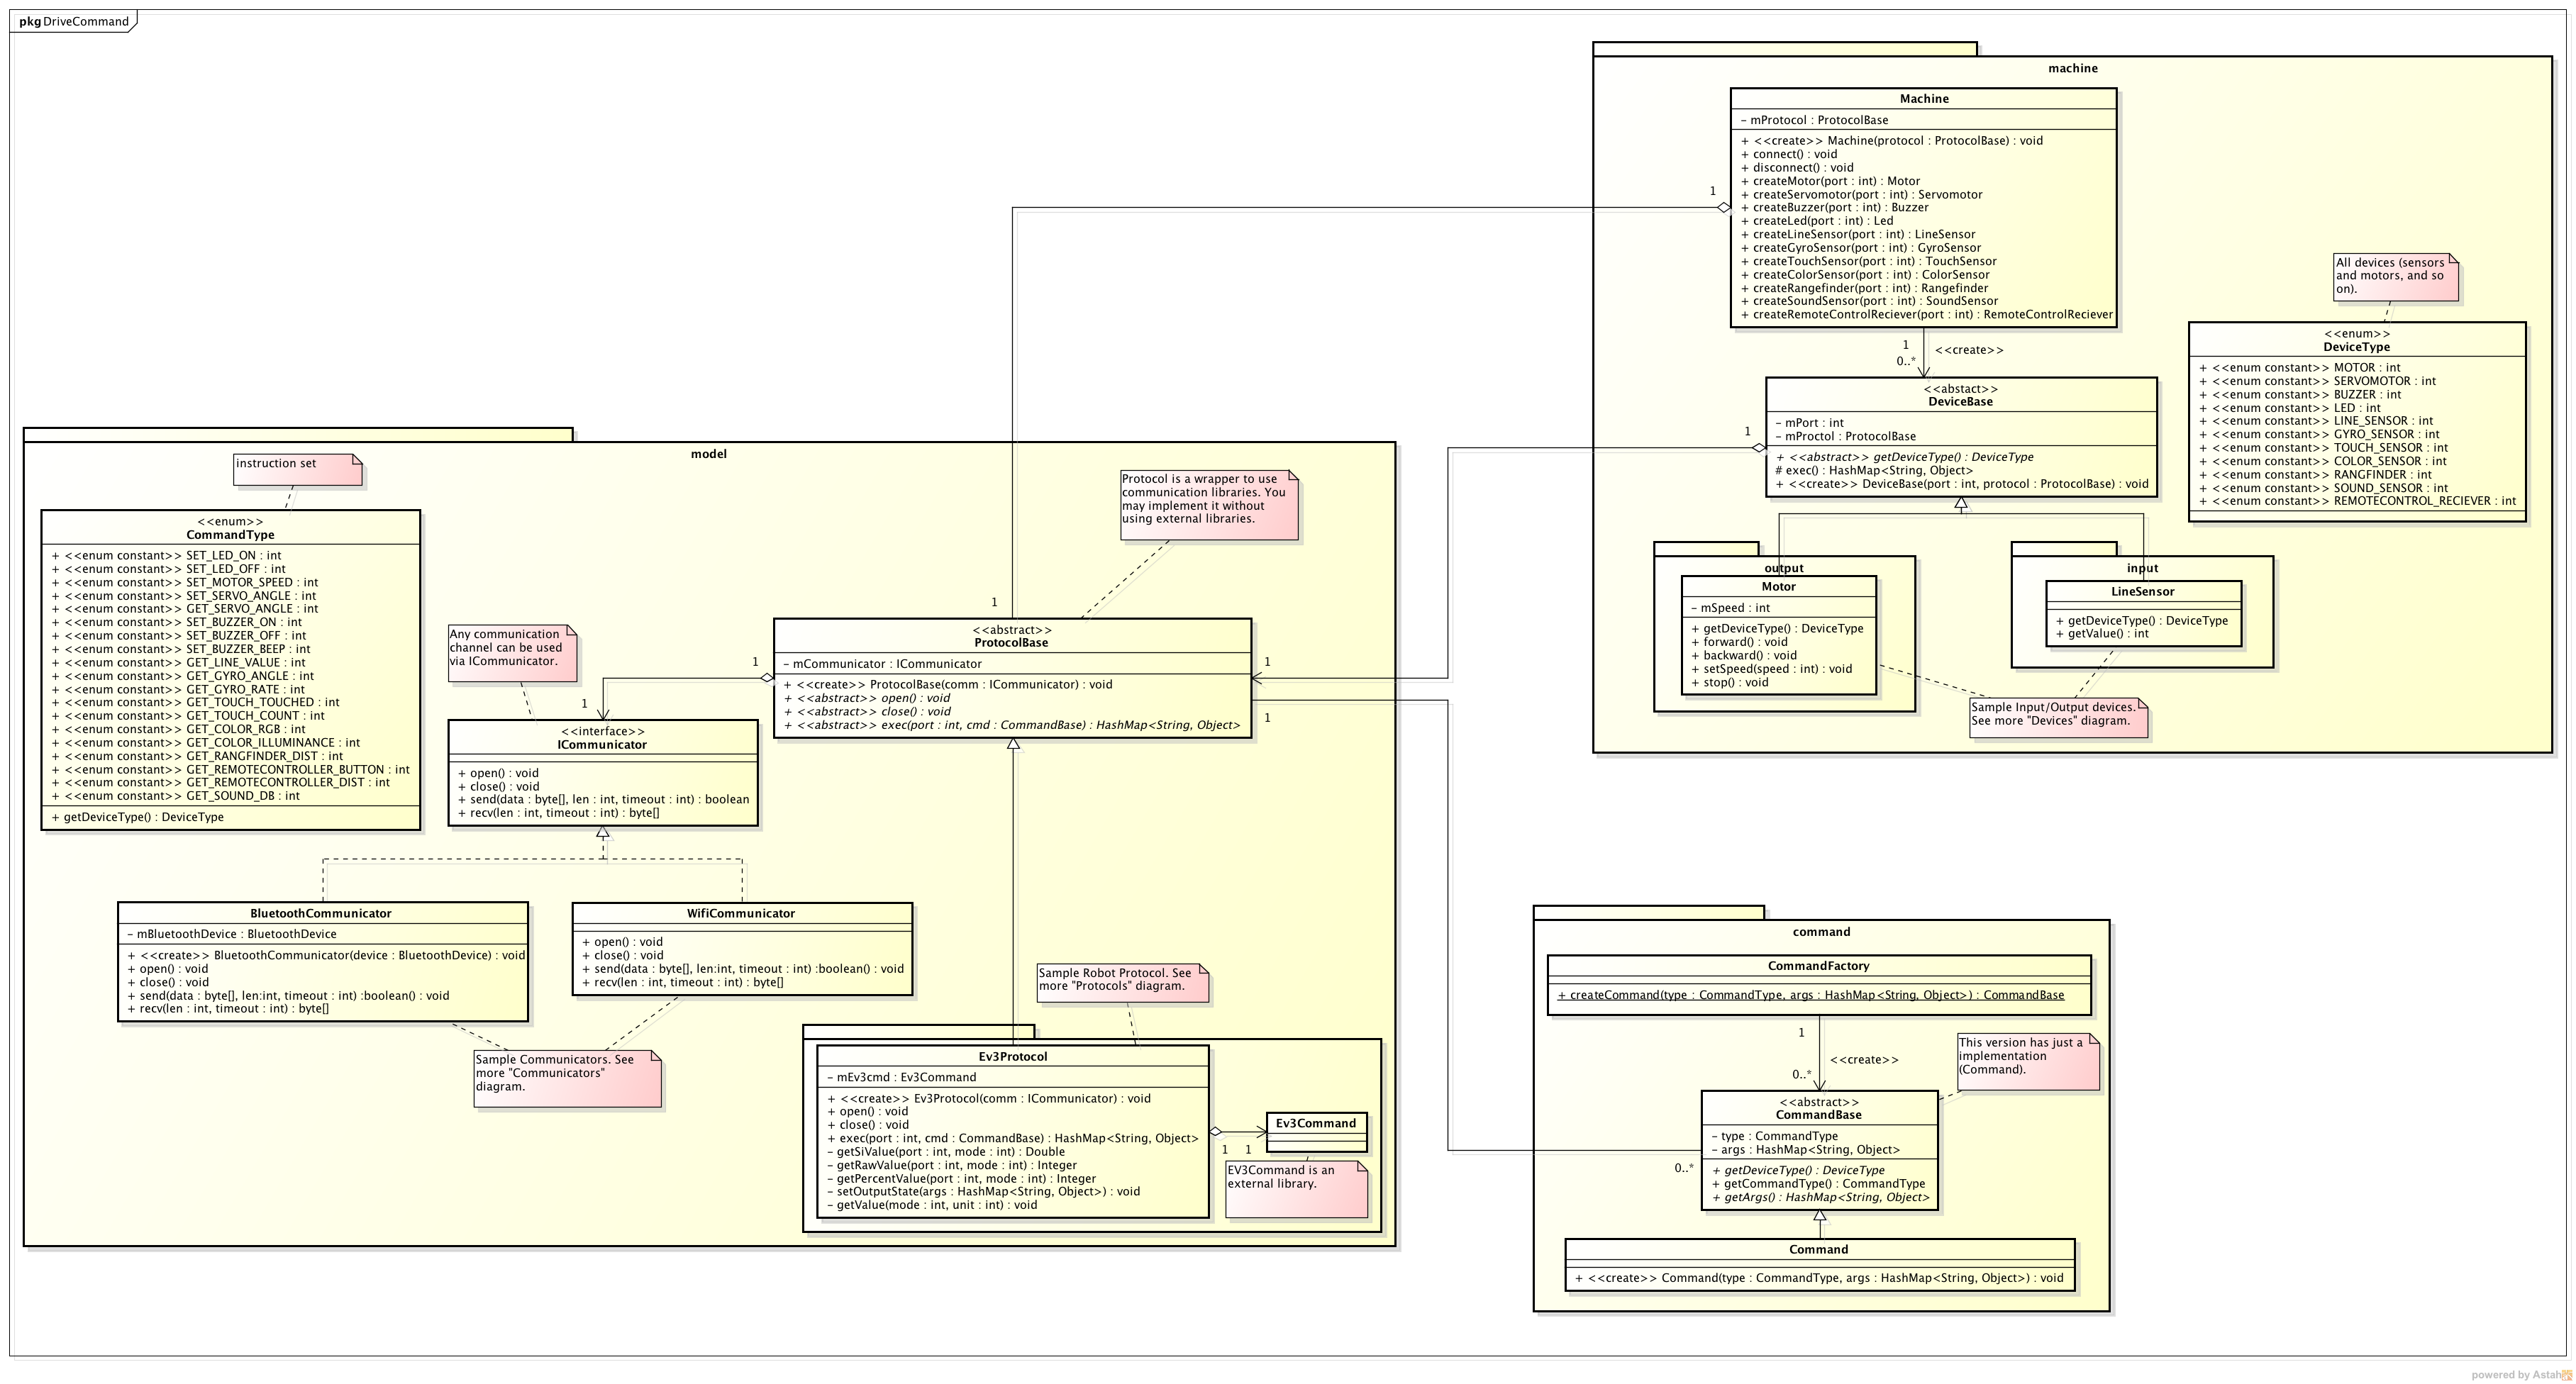 pkg DriveCommand
machine
Machine
– mProtocol : ProtocolBase
+ <<create>> Machine(protocol : ProtocolBase) : void
+ connect() : void
+ disconnect() : void
+ createMotor(port : int) : Motor
+ createServomotor(port : int) : Servomotor
+ createBuzzer(port : int) : Buzzer
+ createLed(port : int) : Led
+ createLineSensor(port : int) : LineSensor
+ createGyroSensor(port : int) : GyroSensor
+ createTouchSensor(port : int) : TouchSensor
+ createColorSensor(port : int) : ColorSensor
+ createRangefinder(port : int) : Rangefinder
+ createSoundSensor(port : int) : SoundSensor
+ createRemoteControlReciever(port : int) : RemoteControlReciever
1
1
0..*
<<create>>
All devices (sensors
and motors, and so
on).
<<enum>>
DeviceType
+ <<enum constant>> MOTOR : int
+ <<enum constant>> SERVOMOTOR : int
+ <<enum constant>> BUZZER : int
+ <<enum constant>> LED : int
+ <<enum constant>> LINE_SENSOR : int
+ <<enum constant>> GYRO_SENSOR : int
+ <<enum constant>> TOUCH_SENSOR : int
+ <<enum constant>> COLOR_SENSOR : int
+ <<enum constant>> RANGFINDER : int
+ <<enum constant>> SOUND_SENSOR : int
+ <<enum constant>> REMOTECONTROL_RECIEVER : int
<<abstact>>
DeviceBase
– mPort : int
– mProctol : ProtocolBase
+ <<abstract>> getDeviceType() : DeviceType
# exec() : HashMap<String, Object>
+ <<create>> DeviceBase(port : int, protocol : ProtocolBase) : void
1
output
Motor
– mSpeed : int
+ getDeviceType() : DeviceType
+ forward() : void
+ backward() : void
+ setSpeed(speed : int) : void
+ stop() : void
input
LineSensor
+ getDeviceType() : DeviceType
+ getValue() : int
Sample Input/Output devices.
See more "Devices" diagram.
model
instruction set
<<enum>>
CommandType
+ <<enum constant>> SET_LED_ON : int
+ <<enum constant>> SET_LED_OFF : int
+ <<enum constant>> SET_MOTOR_SPEED : int
+ <<enum constant>> SET_SERVO_ANGLE : int
+ <<enum constant>> GET_SERVO_ANGLE : int
+ <<enum constant>> SET_BUZZER_ON : int
+ <<enum constant>> SET_BUZZER_OFF : int
+ <<enum constant>> SET_BUZZER_BEEP : int
+ <<enum constant>> GET_LINE_VALUE : int
+ <<enum constant>> GET_GYRO_ANGLE : int
+ <<enum constant>> GET_GYRO_RATE : int
+ <<enum constant>> GET_TOUCH_TOUCHED : int
+ <<enum constant>> GET_TOUCH_COUNT : int
+ <<enum constant>> GET_COLOR_RGB : int
+ <<enum constant>> GET_COLOR_ILLUMINANCE : int
+ <<enum constant>> GET_RANGFINDER_DIST : int
+ <<enum constant>> GET_REMOTECONTROLLER_BUTTON : int
+ <<enum constant>> GET_REMOTECONTROLLER_DIST : int
+ <<enum constant>> GET_SOUND_DB : int
+ getDeviceType() : DeviceType
Protocol is a wrapper to use
communication libraries. You
may implement it without
using external libraries.
1
Any communication
channel can be used
via ICommunicator.
<<abstract>>
ProtocolBase
– mCommunicator : ICommunicator
+ <<create>> ProtocolBase(comm : ICommunicator) : void
+ <<abstract>> open() : void
+ <<abstract>> close() : void
+ <<abstract>> exec(port : int, cmd : CommandBase) : HashMap<String, Object>
1
1
1
1
<<interface>>
ICommunicator
+ open() : void
+ close() : void
+ send(data : byte[], len : int, timeout : int) : boolean
+ recv(len : int, timeout : int) : byte[]
BluetoothCommunicator
– mBluetoothDevice : BluetoothDevice
+ <<create>> BluetoothCommunicator(device : BluetoothDevice) : void
+ open() : void
+ close() : void
+ send(data : byte[], len:int, timeout : int) :boolean() : void
+ recv(len : int, timeout : int) : byte[]
WifiCommunicator
+ open() : void
+ close() : void
+ send(data : byte[], len:int, timeout : int) :boolean() : void
+ recv(len : int, timeout : int) : byte[]
Sample Communicators. See
more "Communicators"
diagram.
Sample Robot Protocol. See
more "Protocols" diagram.
Ev3Protocol
– mEv3cmd : Ev3Command
+ <<create>> Ev3Protocol(comm : ICommunicator) : void
+ open() : void
+ close() : void
+ exec(port : int, cmd : CommandBase) : HashMap<String, Object>
– getSiValue(port : int, mode : int) : Double
– getRawValue(port : int, mode : int) : Integer
– getPercentValue(port : int, mode : int) : Integer
– setOutputState(args : HashMap<String, Object>) : void
– getValue(mode : int, unit : int) : void
1
1
Ev3Command
EV3Command is an
external library.
command
CommandFactory
+ createCommand(type : CommandType, args : HashMap<String, Object>) : CommandBase
1
<<create>>
0..*
This version has just a
implementation
(Command).
<<abstract>>
CommandBase
– type : CommandType
– args : HashMap<String, Object>
+ getDeviceType() : DeviceType
+ getCommandType() : CommandType
+ getArgs() : HashMap<String, Object>
0..*
Command
+ <<create>> Command(type : CommandType, args : HashMap<String, Object>) : void
powered by Astah